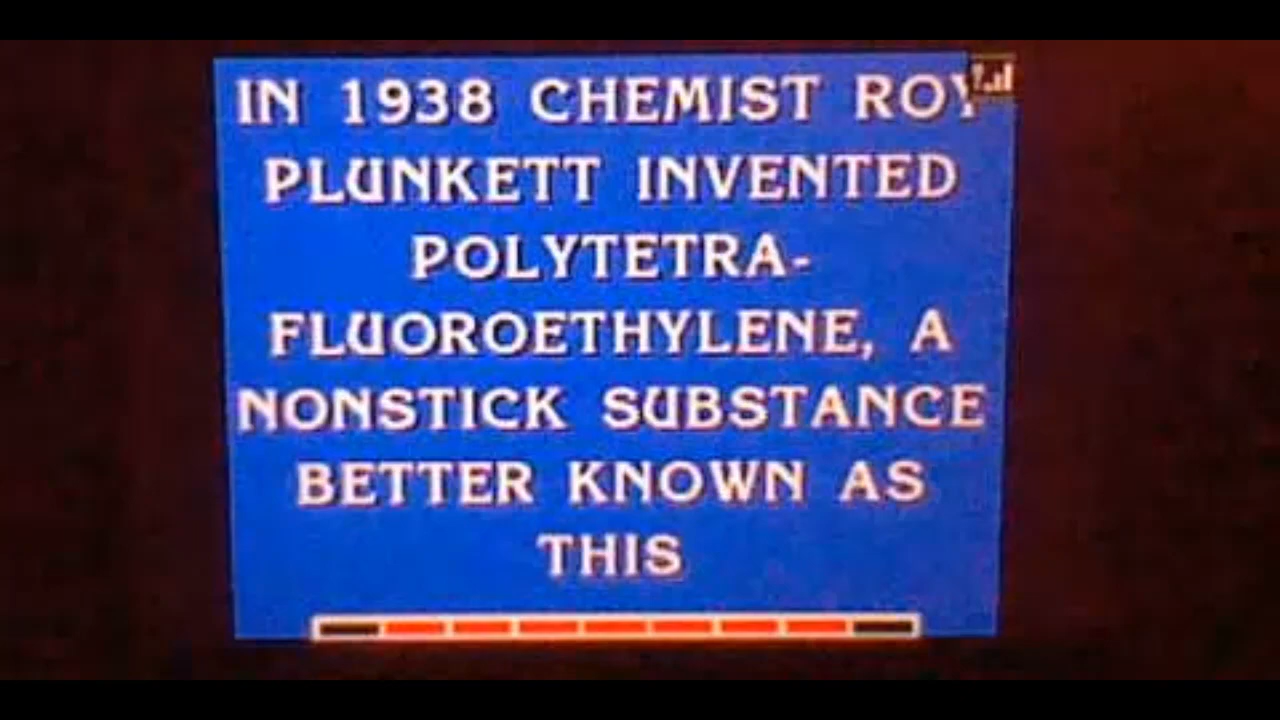 IN 1938 CHEMIST ROY
PLUNKETT INVENTED
POLYTETRA-
FLUOROETHYLENE, A
NONSTICK SUBSTANCE
BETTER KNOWN AS
THIS